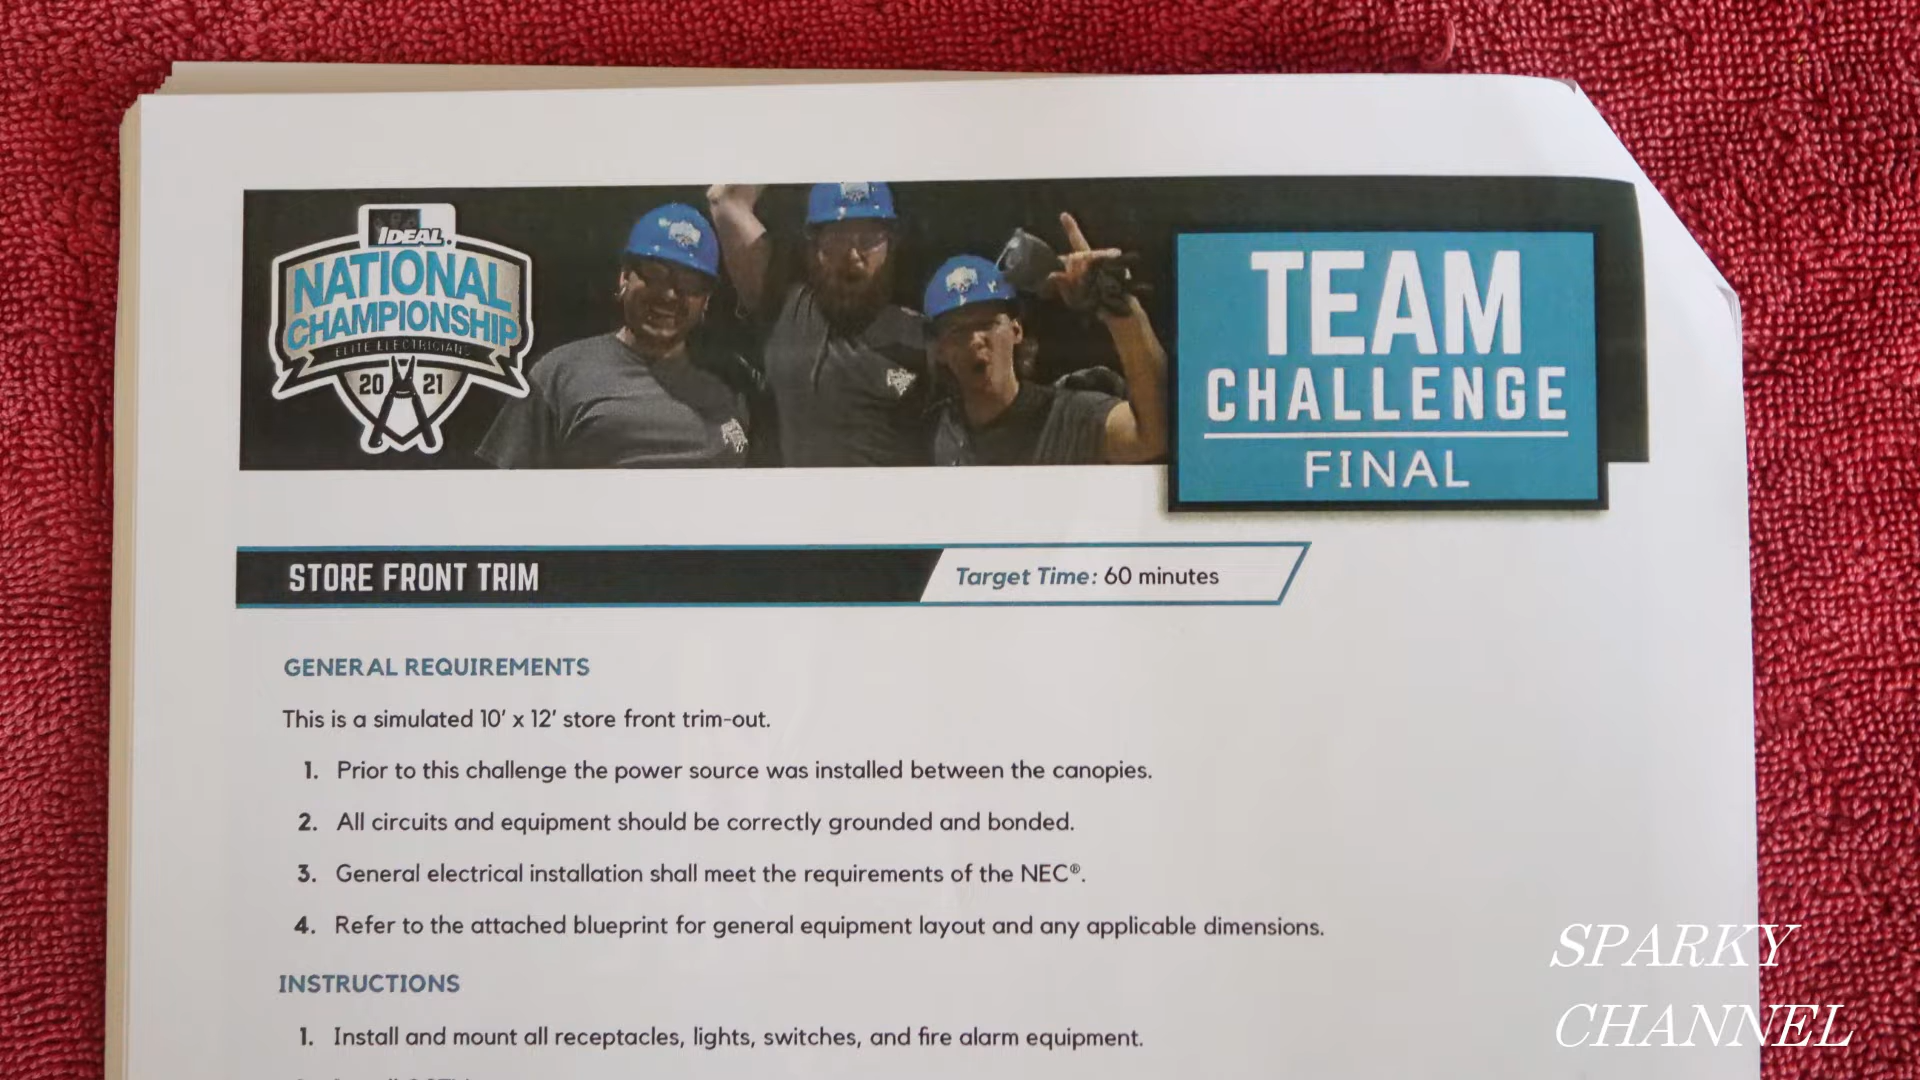 IDEAL
NATIONAL
CHAMPIONSHIP
ELITE ELECTRICIANS
20 21
TEAM
CHALLENGE
FINAL
STORE FRONT TRIM
Target Time: 60 minutes
GENERAL REQUIREMENTS
This is a simulated 10' x 12' store front trim-out.
1. Prior to this challenge the power source was installed between the canopies.
2. All circuits and equipment should be correctly grounded and bonded.
3. General electrical installation shall meet the requirements of the NEC®.
4. Refer to the attached blueprint for general equipment layout and any applicable dimensions.
INSTRUCTIONS
1. Install and mount all receptacles, lights, switches, and fire alarm equipment.
SPARKY
CHANNEL